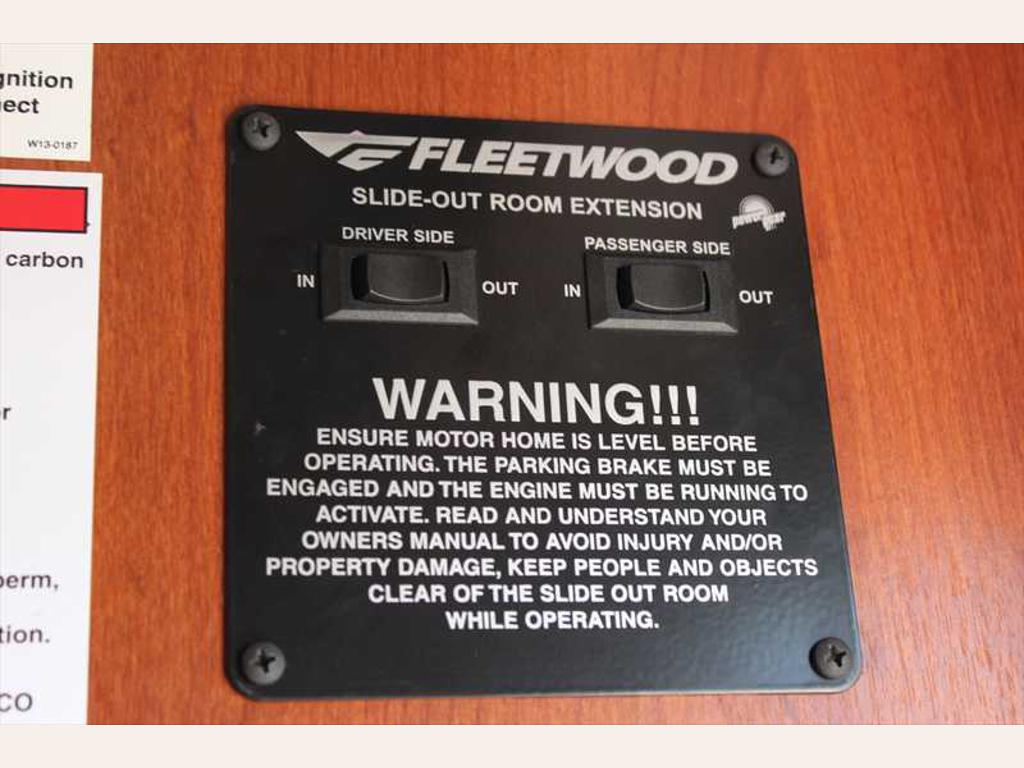 ect
W13-0187
carbon
CO
FLEETWOOD
SLIDE-OUT ROOM EXTENSION
power gear
DRIVER SIDE
PASSENGER SIDE
IN OUT IN OUT
WARNING!!!
ENSURE MOTOR HOME IS LEVEL BEFORE
OPERATING. THE PARKING BRAKE MUST BE
ENGAGED AND THE ENGINE MUST BE RUNNING TO
ACTIVATE. READ AND UNDERSTAND YOUR
OWNERS MANUAL TO AVOID INJURY AND/OR
PROPERTY DAMAGE, KEEP PEOPLE AND OBJECTS
CLEAR OF THE SLIDE OUT ROOM
WHILE OPERATING.